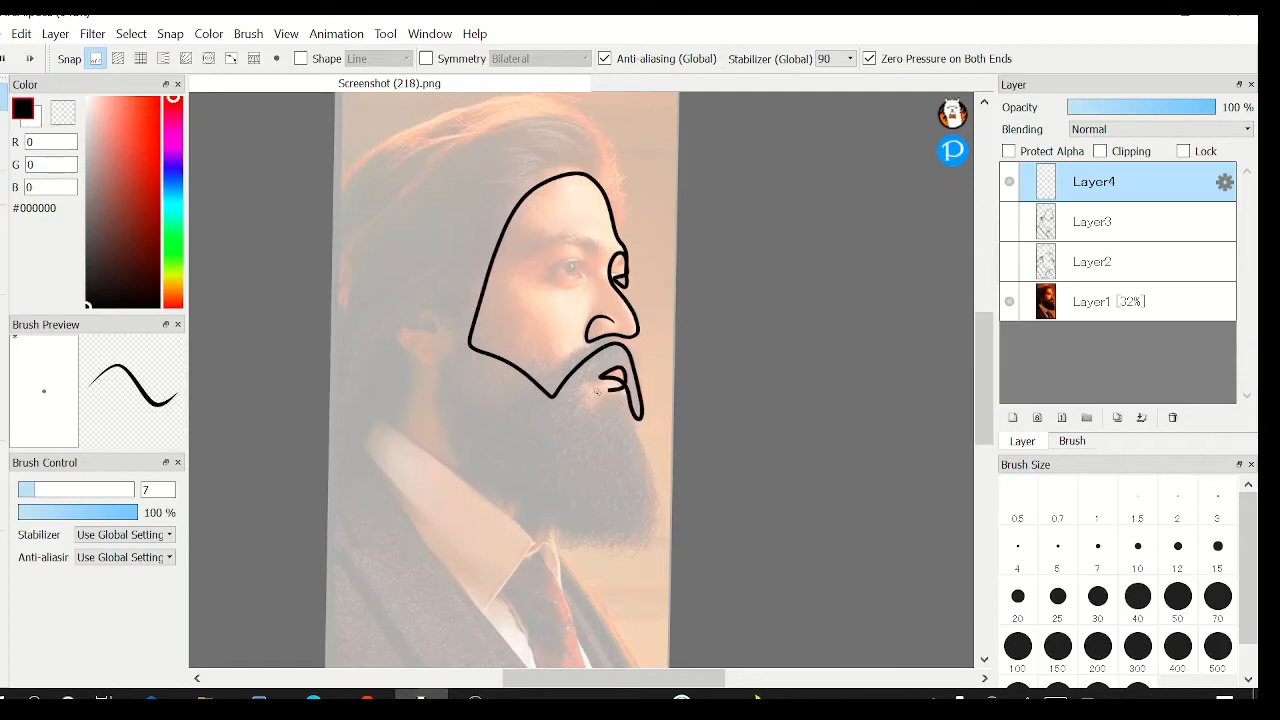 Edit Layer Filter Select Snap Color Brush View Animation Tool Window Help
Snap Shape Line Symmetry Bilateral Anti-aliasing (Global) Stabilizer (Global) 90 Zero Pressure on Both Ends
Color
Screenshot (218).png
Layer
R 0
G 0
B 0
#000000
Opacity 100 %
Blending Normal
Protect Alpha Clipping Lock
Layer4
Layer3
Layer2
Layer1 [32%]
Layer Brush
Brush Preview
*
Brush Control
7
100 %
Stabilizer Use Global Setting
Anti-aliasir Use Global Setting
Brush Size
0.5 0.7 1 1.5 2 3
4 5 7 10 12 15
20 25 30 40 50 70
100 150 200 300 400 500
P